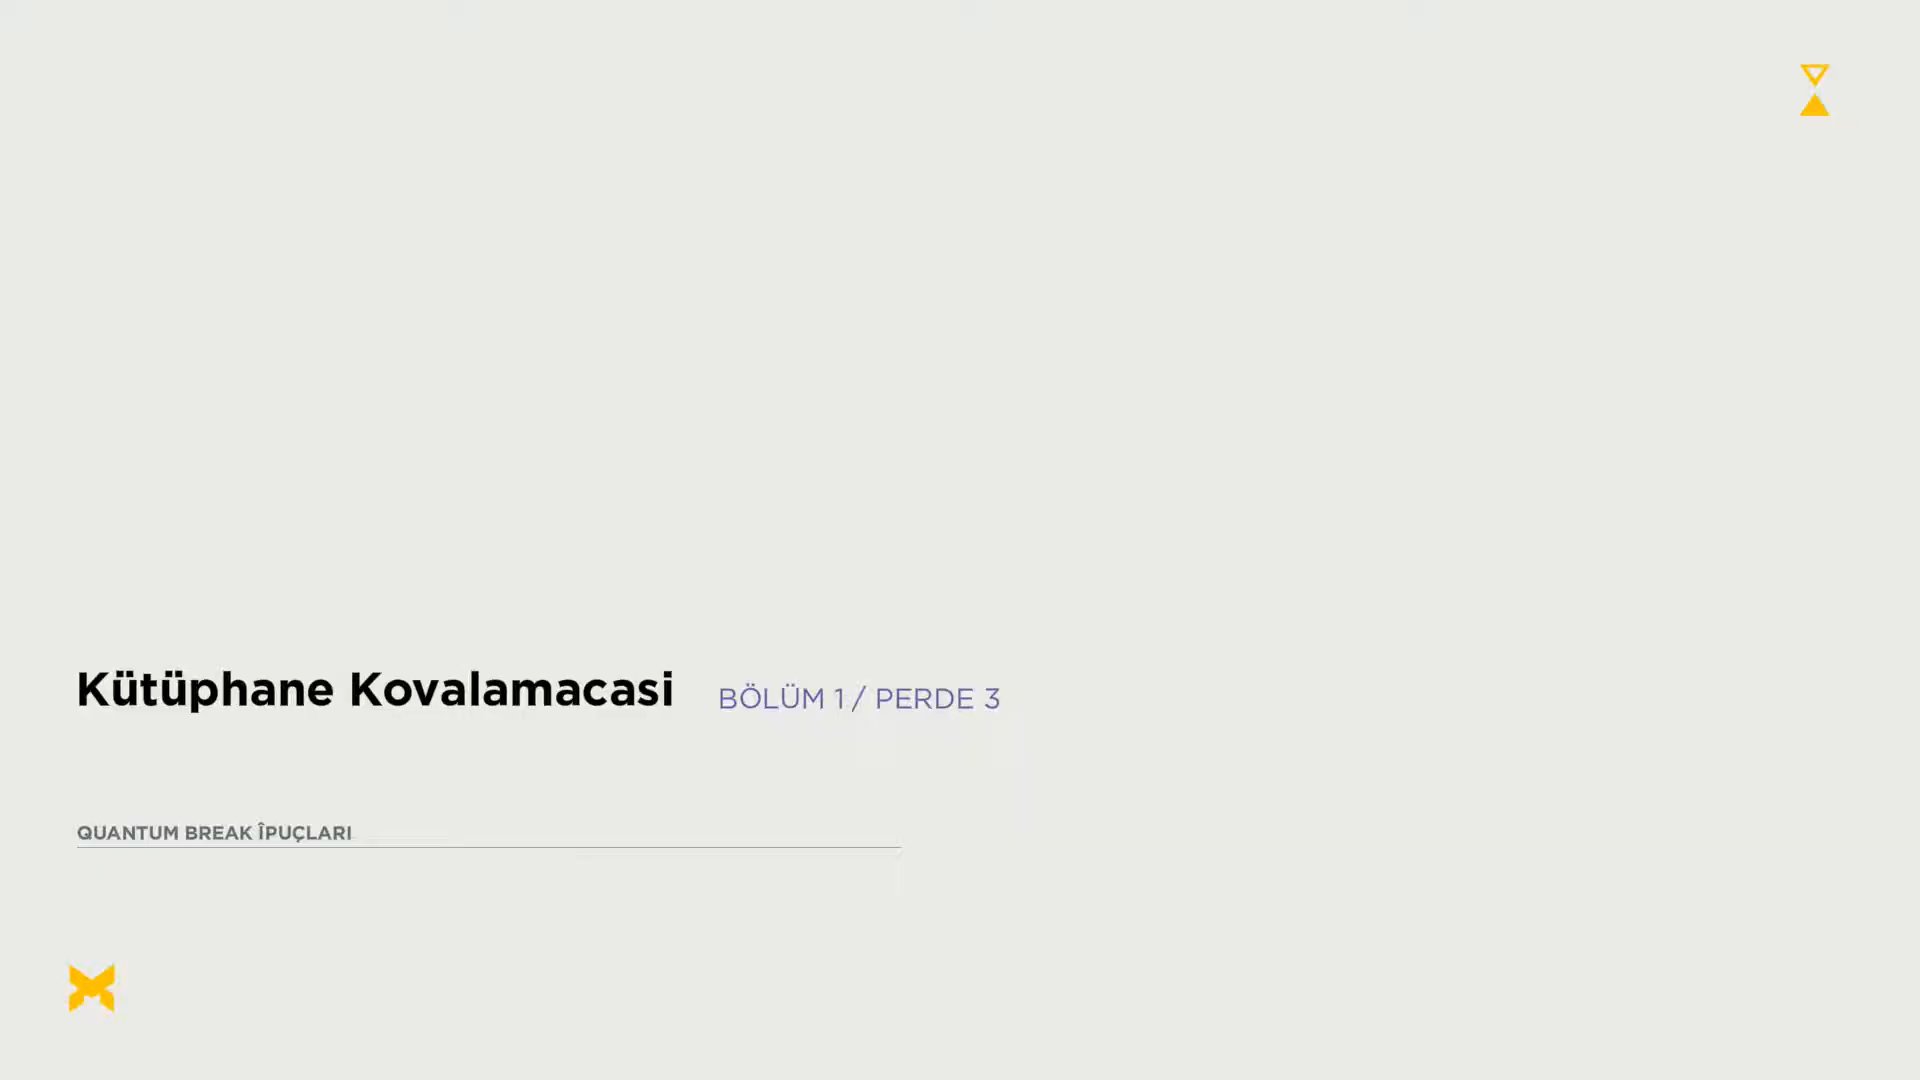 Kütüphane Kovalamacasi
BÖLÜM 1 / PERDE 3
QUANTUM BREAK ÎPUÇLARI